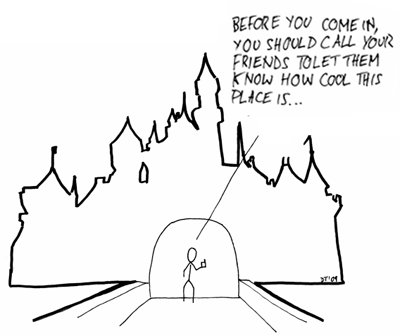 BEFORE YOU COME IN,
YOU SHOULD CALL YOUR
FRIENDS TO LET THEM
KNOW HOW COOL THIS
PLACE IS...
DT'09